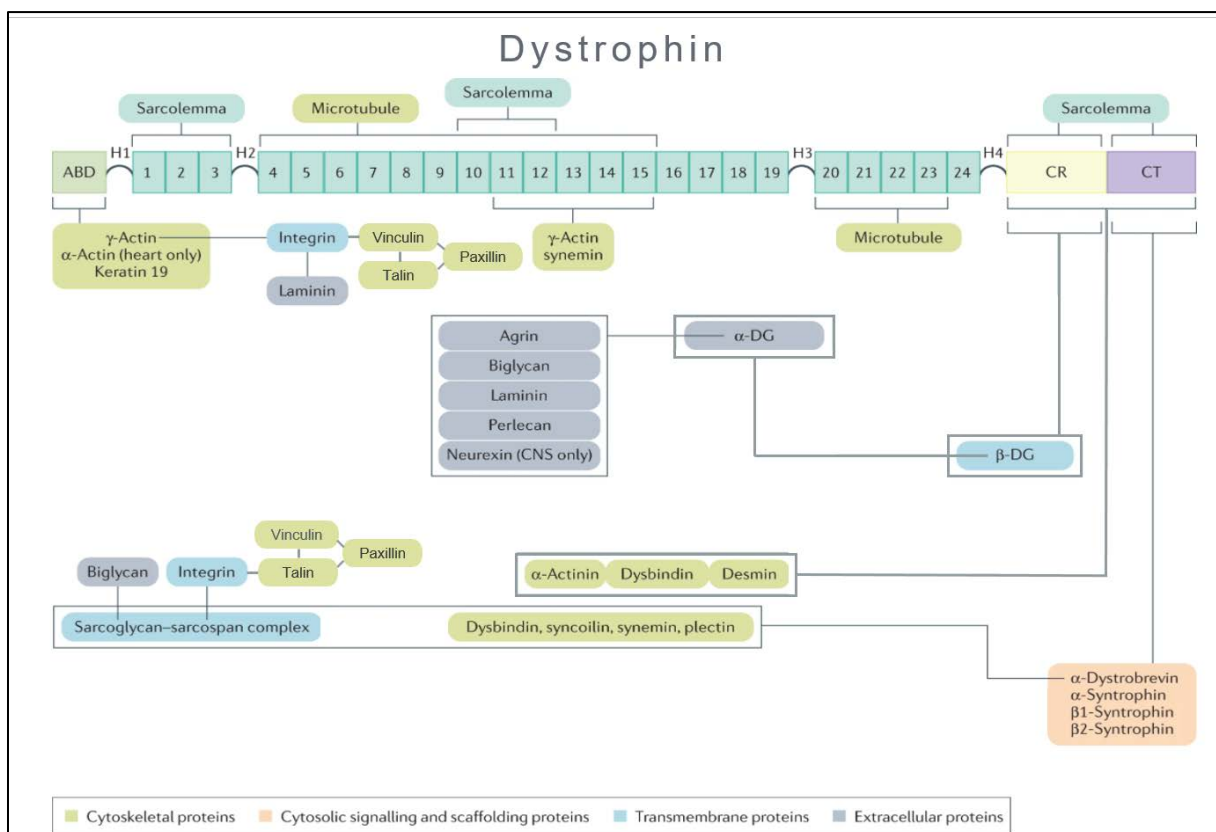 Dystrophin
Sarcolemma
Microtubule
Sarcolemma
Sarcolemma
ABD H1 1 2 3 H2 4 5 6 7 8 9 10 11 12 13 14 15 16 17 18 19 H3 20 21 22 23 24 H4 CR CT
γ-Actin
α-Actin (heart only)
Keratin 19
Integrin
Laminin
Vinculin
Talin
Paxillin
γ-Actin
synemin
Microtubule
Agrin
Biglycan
Laminin
Perlecan
Neurexin (CNS only)
α-DG
β-DG
Vinculin
Talin
Paxillin
Biglycan
Integrin
α-Actinin Dysbindin Desmin
Sarcoglycan–sarcospan complex
Dysbindin, syncoilin, synemin, plectin
α-Dystrobrevin
α-Syntrophin
β1-Syntrophin
β2-Syntrophin
Cytoskeletal proteins Cytosolic signalling and scaffolding proteins Transmembrane proteins Extracellular proteins